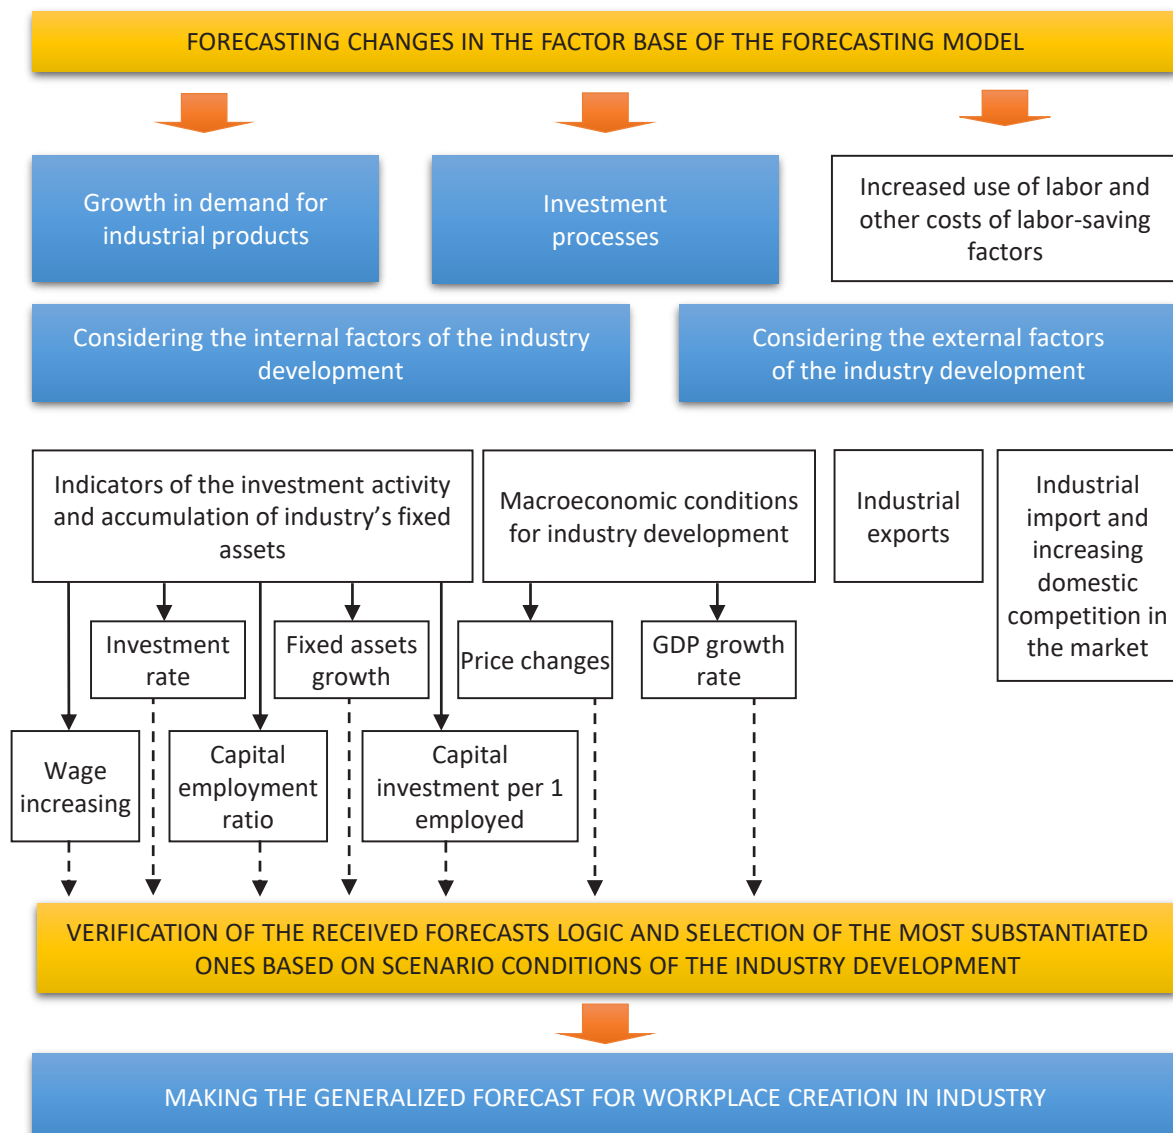 FORECASTING CHANGES IN THE FACTOR BASE OF THE FORECASTING MODEL
Growth in demand for
industrial products
Investment
processes
Increased use of labor and
other costs of labor-saving
factors
Considering the internal factors of the industry
development
Considering the external factors
of the industry development
Indicators of the investment activity
and accumulation of industry’s fixed
assets
Macroeconomic conditions
for industry development
Industrial
exports
Industrial
import and
increasing
domestic
competition in
the market
Investment
rate
Fixed assets
growth
Price changes
GDP growth
rate
Wage
increasing
Capital
employment
ratio
Capital
investment per 1
employed
VERIFICATION OF THE RECEIVED FORECASTS LOGIC AND SELECTION OF THE MOST SUBSTANTIATED
ONES BASED ON SCENARIO CONDITIONS OF THE INDUSTRY DEVELOPMENT
MAKING THE GENERALIZED FORECAST FOR WORKPLACE CREATION IN INDUSTRY